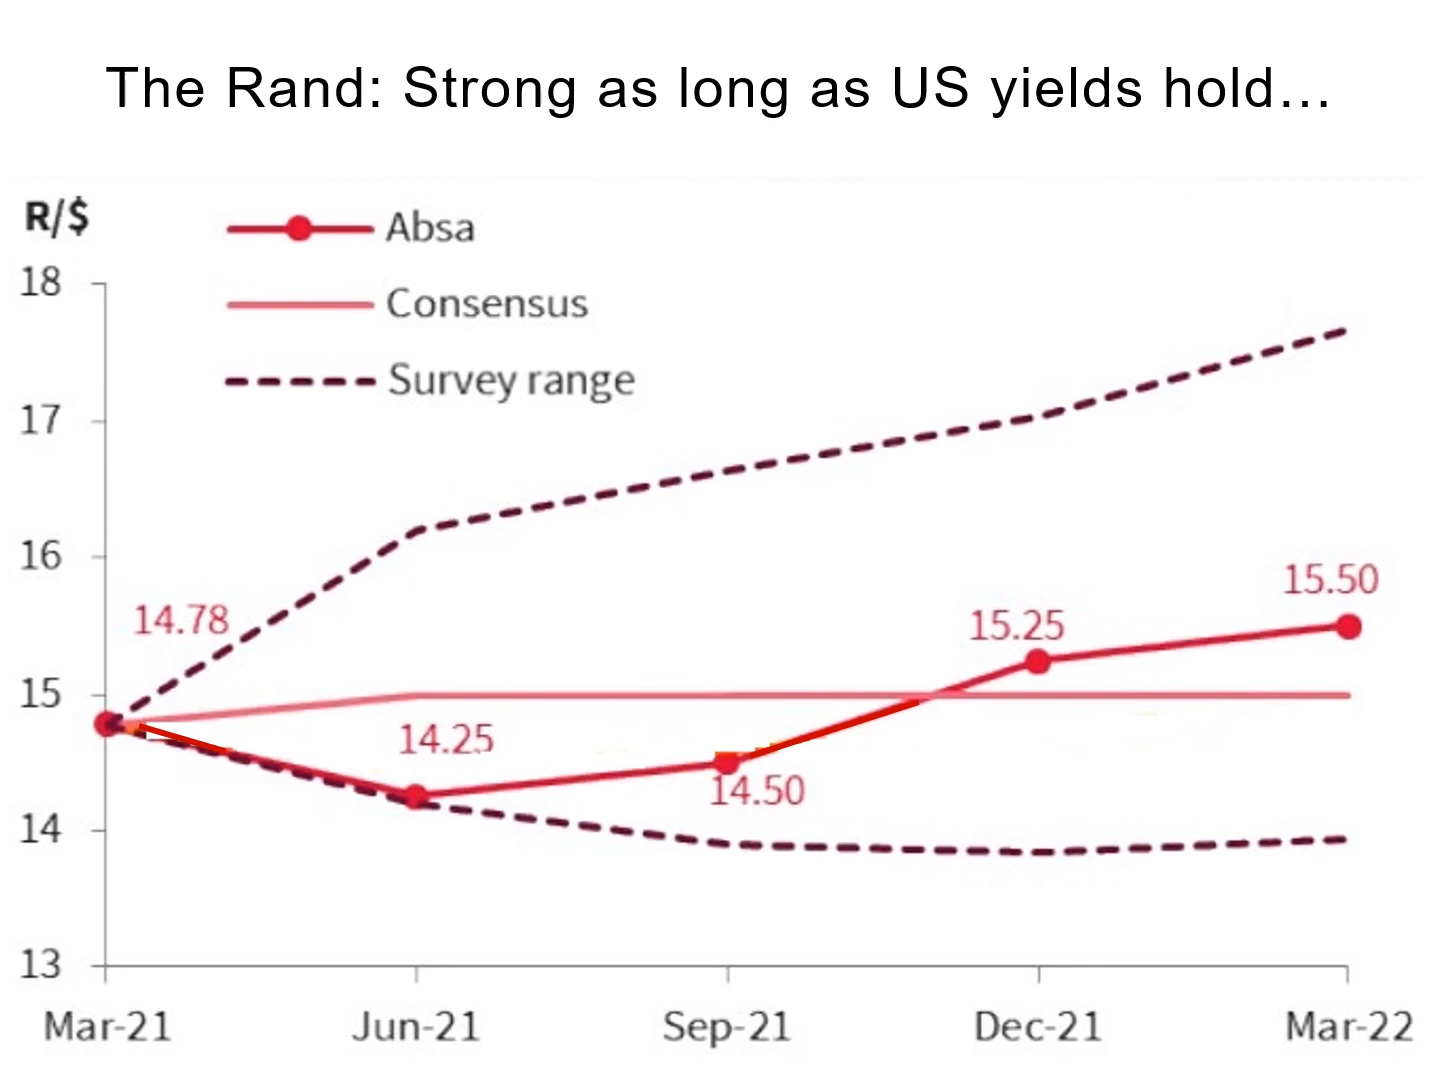 The Rand: Strong as long as US yields hold…
R/$
Absa
Consensus
Survey range
18
17
16
15
14
13
14.78
14.25
14.50
15.25
15.50
Mar-21 Jun-21 Sep-21 Dec-21 Mar-22